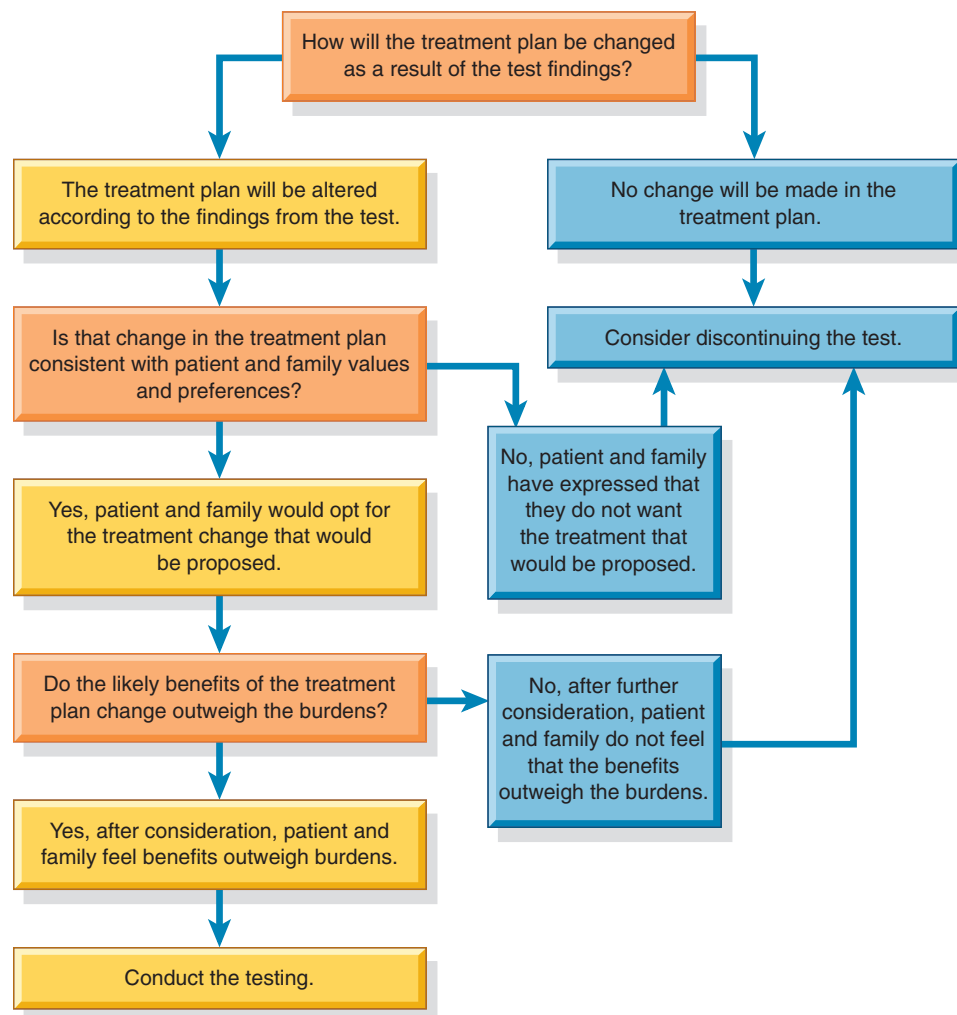 How will the treatment plan be changed
as a result of the test findings?
The treatment plan will be altered
according to the findings from the test.
No change will be made in the
treatment plan.
Is that change in the treatment plan
consistent with patient and family values
and preferences?
Consider discontinuing the test.
No, patient and family
have expressed that
they do not want
the treatment that
would be proposed.
Yes, patient and family would opt for
the treatment change that would
be proposed.
Do the likely benefits of the treatment
plan change outweigh the burdens?
No, after further
consideration, patient
and family do not feel
that the benefits
outweigh the burdens.
Yes, after consideration, patient and
family feel benefits outweigh burdens.
Conduct the testing.